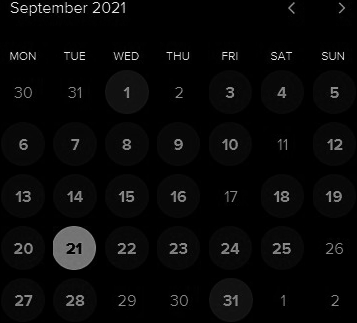 September 2021
MON TUE WED THU FRI SAT SUN
30 31 1 2 3 4 5
6 7 8 9 10 11 12
13 14 15 16 17 18 19
20 21 22 23 24 25 26
27 28 29 30 31 1 2